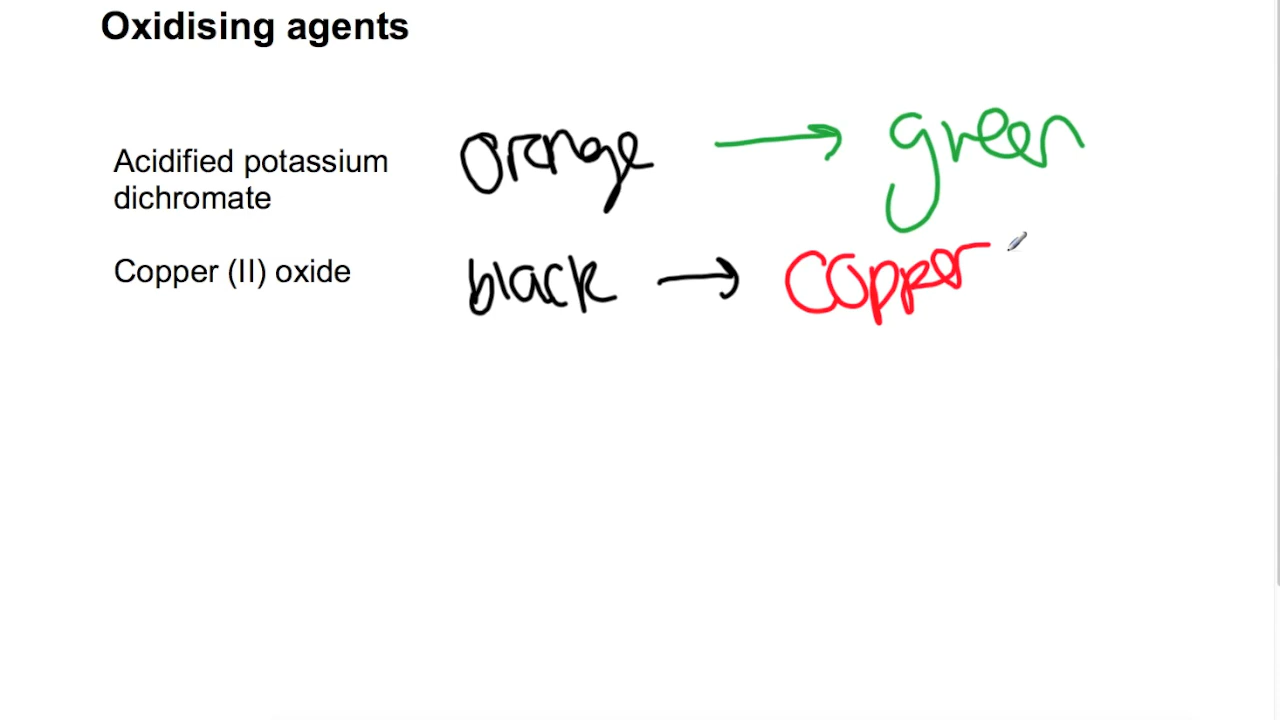 Oxidising agents
Acidified potassium
dichromate
orange → green
Copper (II) oxide
black → copper